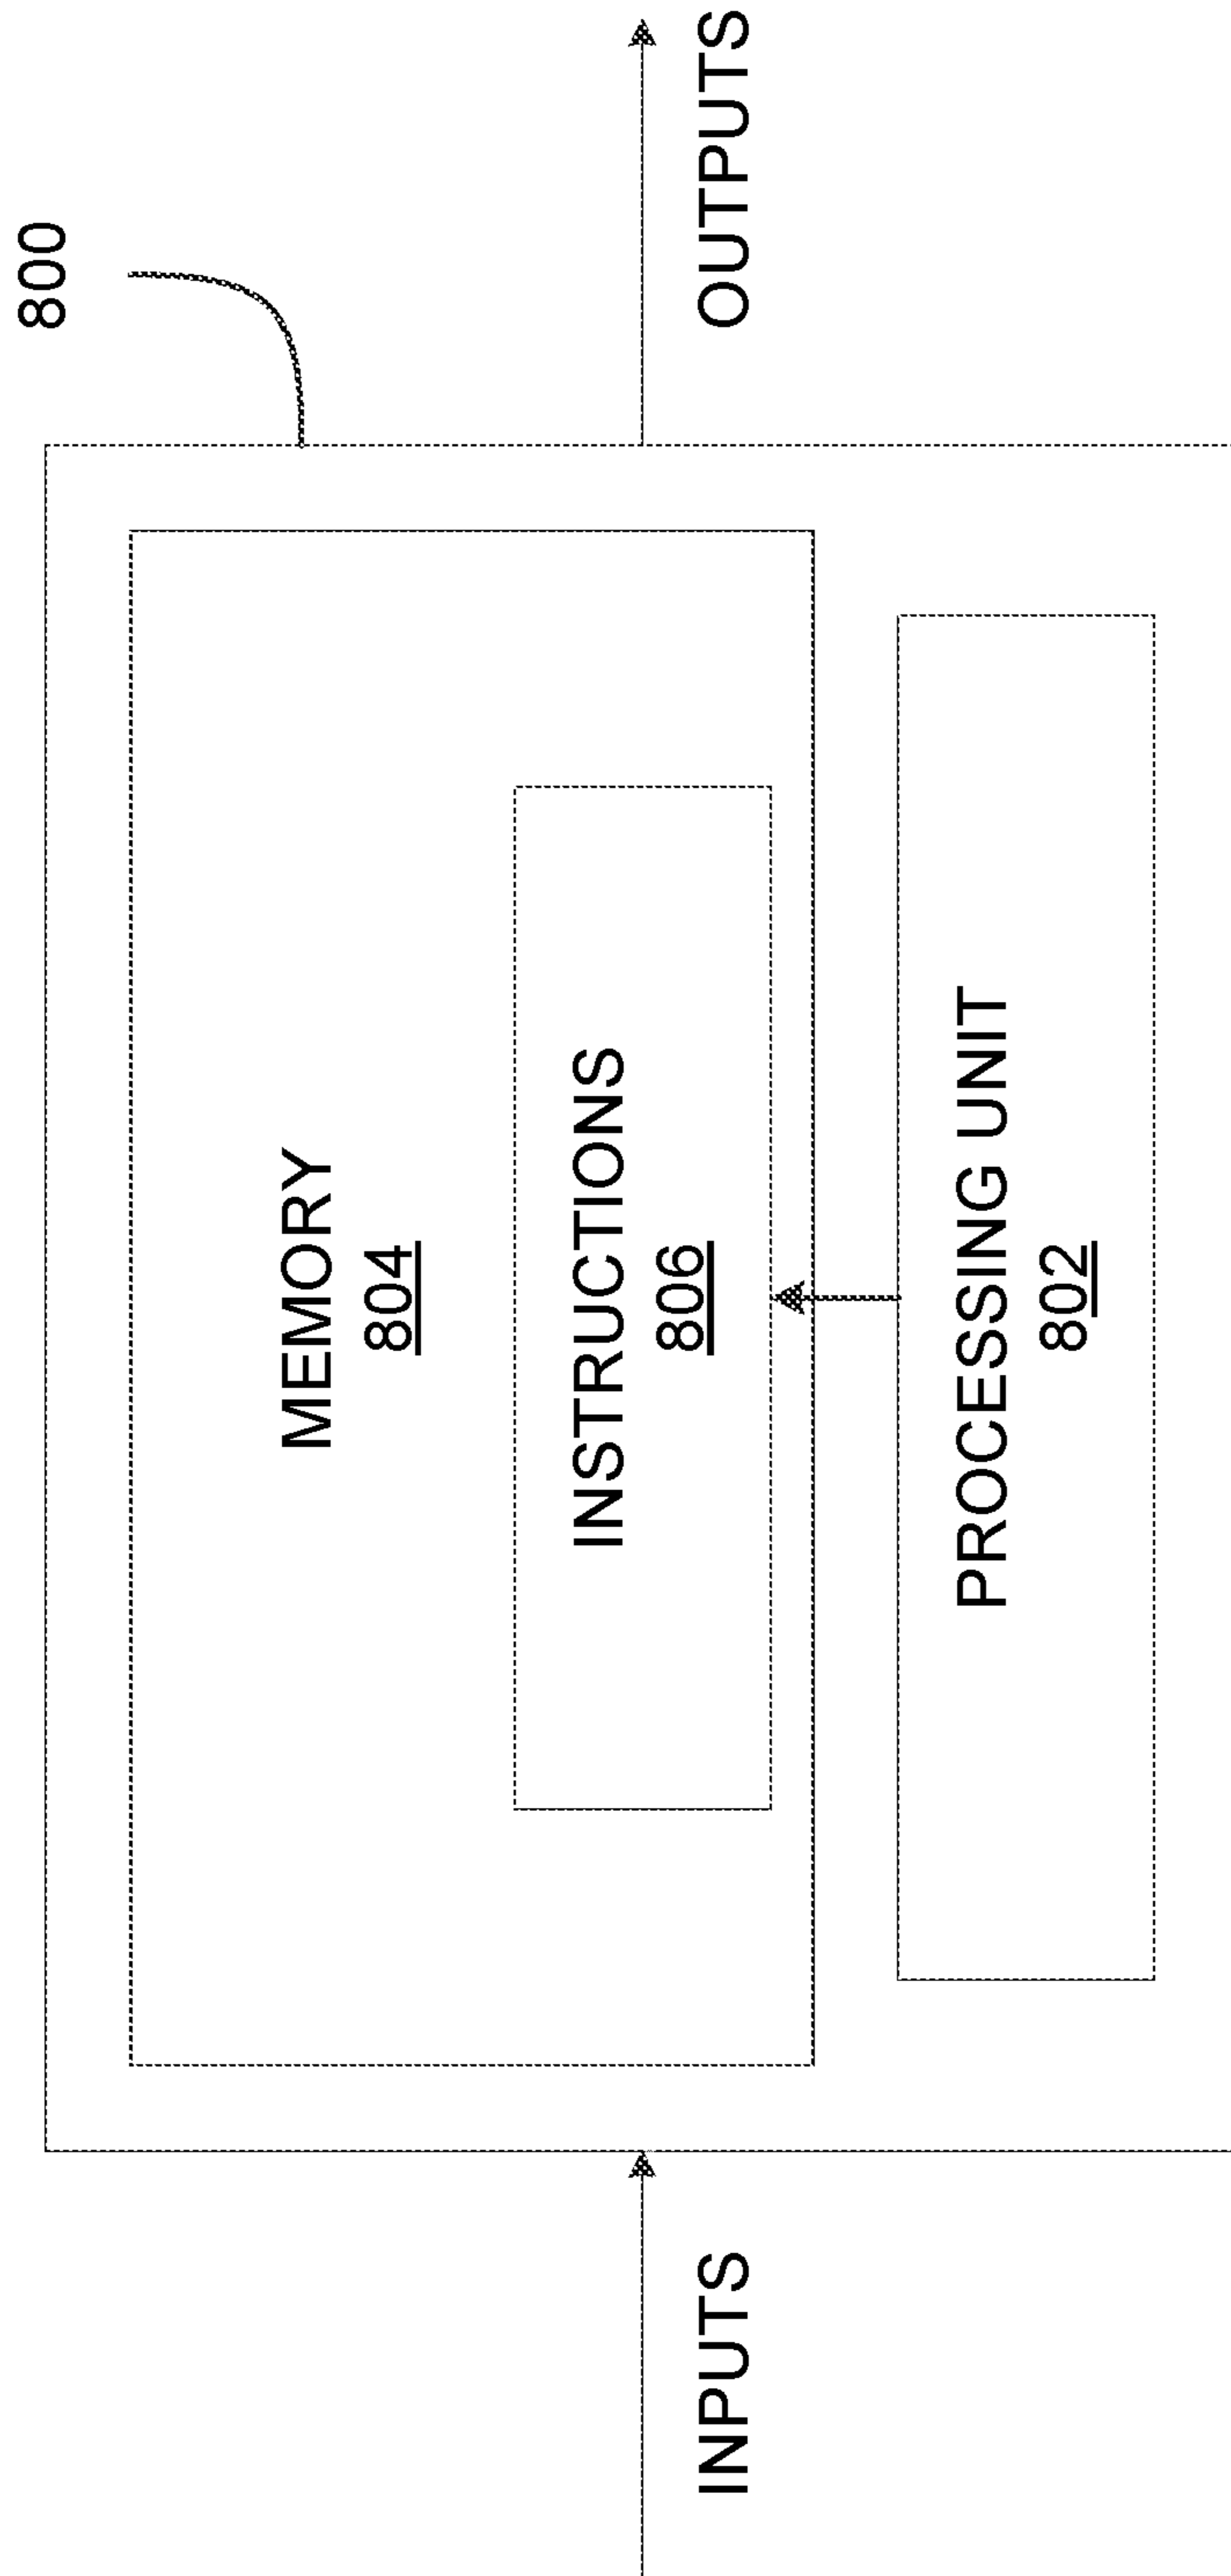 800
MEMORY
804
INSTRUCTIONS
806
INPUTS
OUTPUTS
PROCESSING UNIT
802